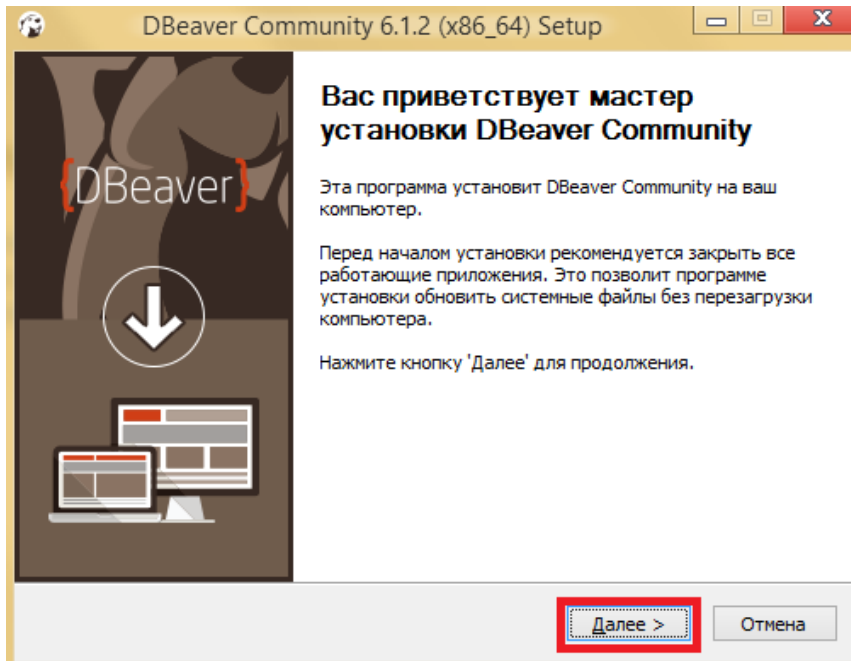 DBeaver Community 6.1.2 (x86_64) Setup
{DBeaver}
Вас приветствует мастер
установки DBeaver Community
Эта программа установит DBeaver Community на ваш
компьютер.
Перед началом установки рекомендуется закрыть все
работающие приложения. Это позволит программе
установки обновить системные файлы без перезагрузки
компьютера.
Нажмите кнопку 'Далее' для продолжения.
Далее >
Отмена